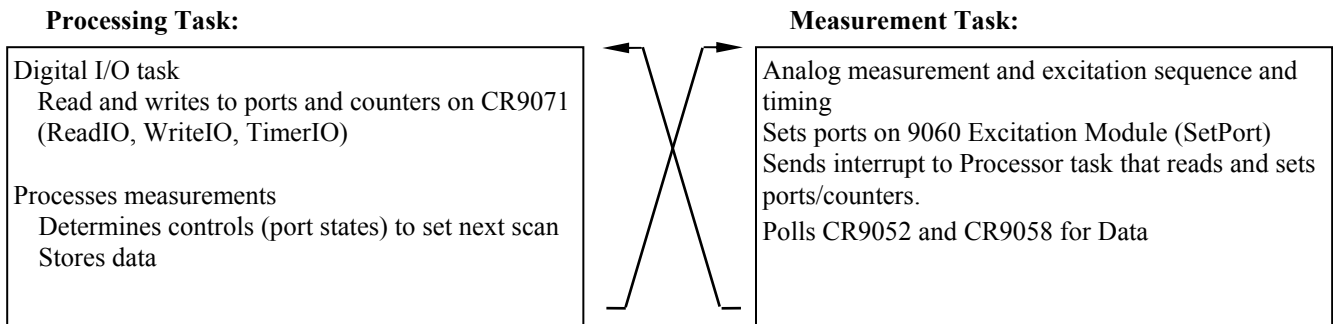 Processing Task:
Digital I/O task
Read and writes to ports and counters on CR9071
(ReadIO, WriteIO, TimerIO)
Processes measurements
Determines controls (port states) to set next scan
Stores data
Measurement Task:
Analog measurement and excitation sequence and
timing
Sets ports on 9060 Excitation Module (SetPort)
Sends interrupt to Processor task that reads and sets
ports/counters.
Polls CR9052 and CR9058 for Data